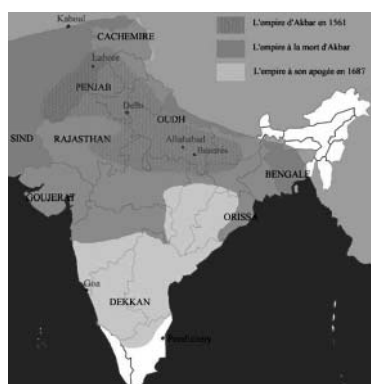 Kaboul
CACHEMIRE
Lahore
PENJAB
Delhi
OUDH
SIND
RAJASTHAN
Allahabad
Bénarès
BENGALE
GOUJERAT
ORISSA
Goa
DEKKAN
Pondichéry
L'empire d'Akbar en 1561
L'empire à la mort d'Akbar
L'empire à son apogée en 1687